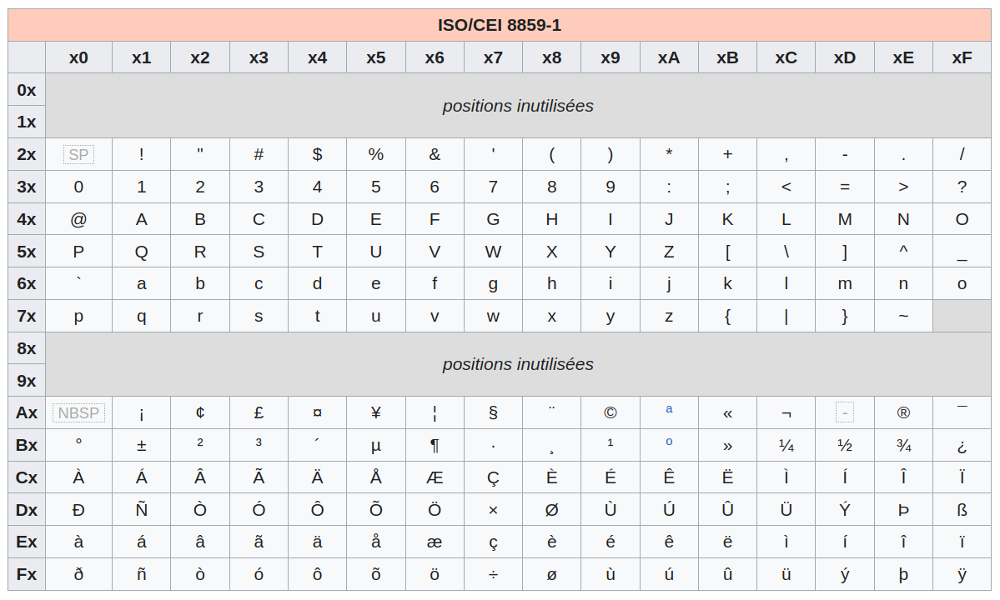 ISO/CEI 8859-1
x0 x1 x2 x3 x4 x5 x6 x7 x8 x9 xA xB xC xD xE xF
0x
positions inutilisées
1x
2x SP ! " # $ % & ' ( ) * + , - . /
3x 0 1 2 3 4 5 6 7 8 9 : ; < = > ?
4x @ A B C D E F G H I J K L M N O
5x P Q R S T U V W X Y Z [ \ ] ^ _
6x ` a b c d e f g h i j k l m n o
7x p q r s t u v w x y z { | } ~
8x
positions inutilisées
9x
Ax NBSP ¡ ¢ £ ¤ ¥ ¦ § ¨ © ª « ¬ - ® ¯
Bx ° ± ² ³ ´ µ ¶ · ¸ ¹ º » ¼ ½ ¾ ¿
Cx À Á Â Ã Ä Å Æ Ç È É Ê Ë Ì Í Î Ï
Dx Ð Ñ Ò Ó Ô Õ Ö × Ø Ù Ú Û Ü Ý Þ ß
Ex à á â ã ä å æ ç è é ê ë ì í î ï
Fx ð ñ ò ó ô õ ö ÷ ø ù ú û ü ý þ ÿ